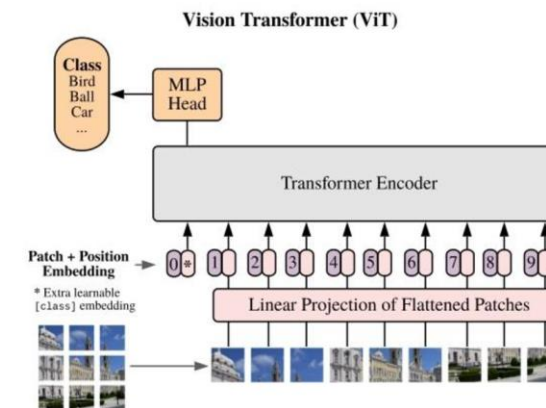 Vision Transformer (ViT)
Class
Bird
Ball
Car
...
MLP
Head
Transformer Encoder
Patch + Position
Embedding
0 * 1 2 3 4 5 6 7 8 9
* Extra learnable
[class] embedding
Linear Projection of Flattened Patches